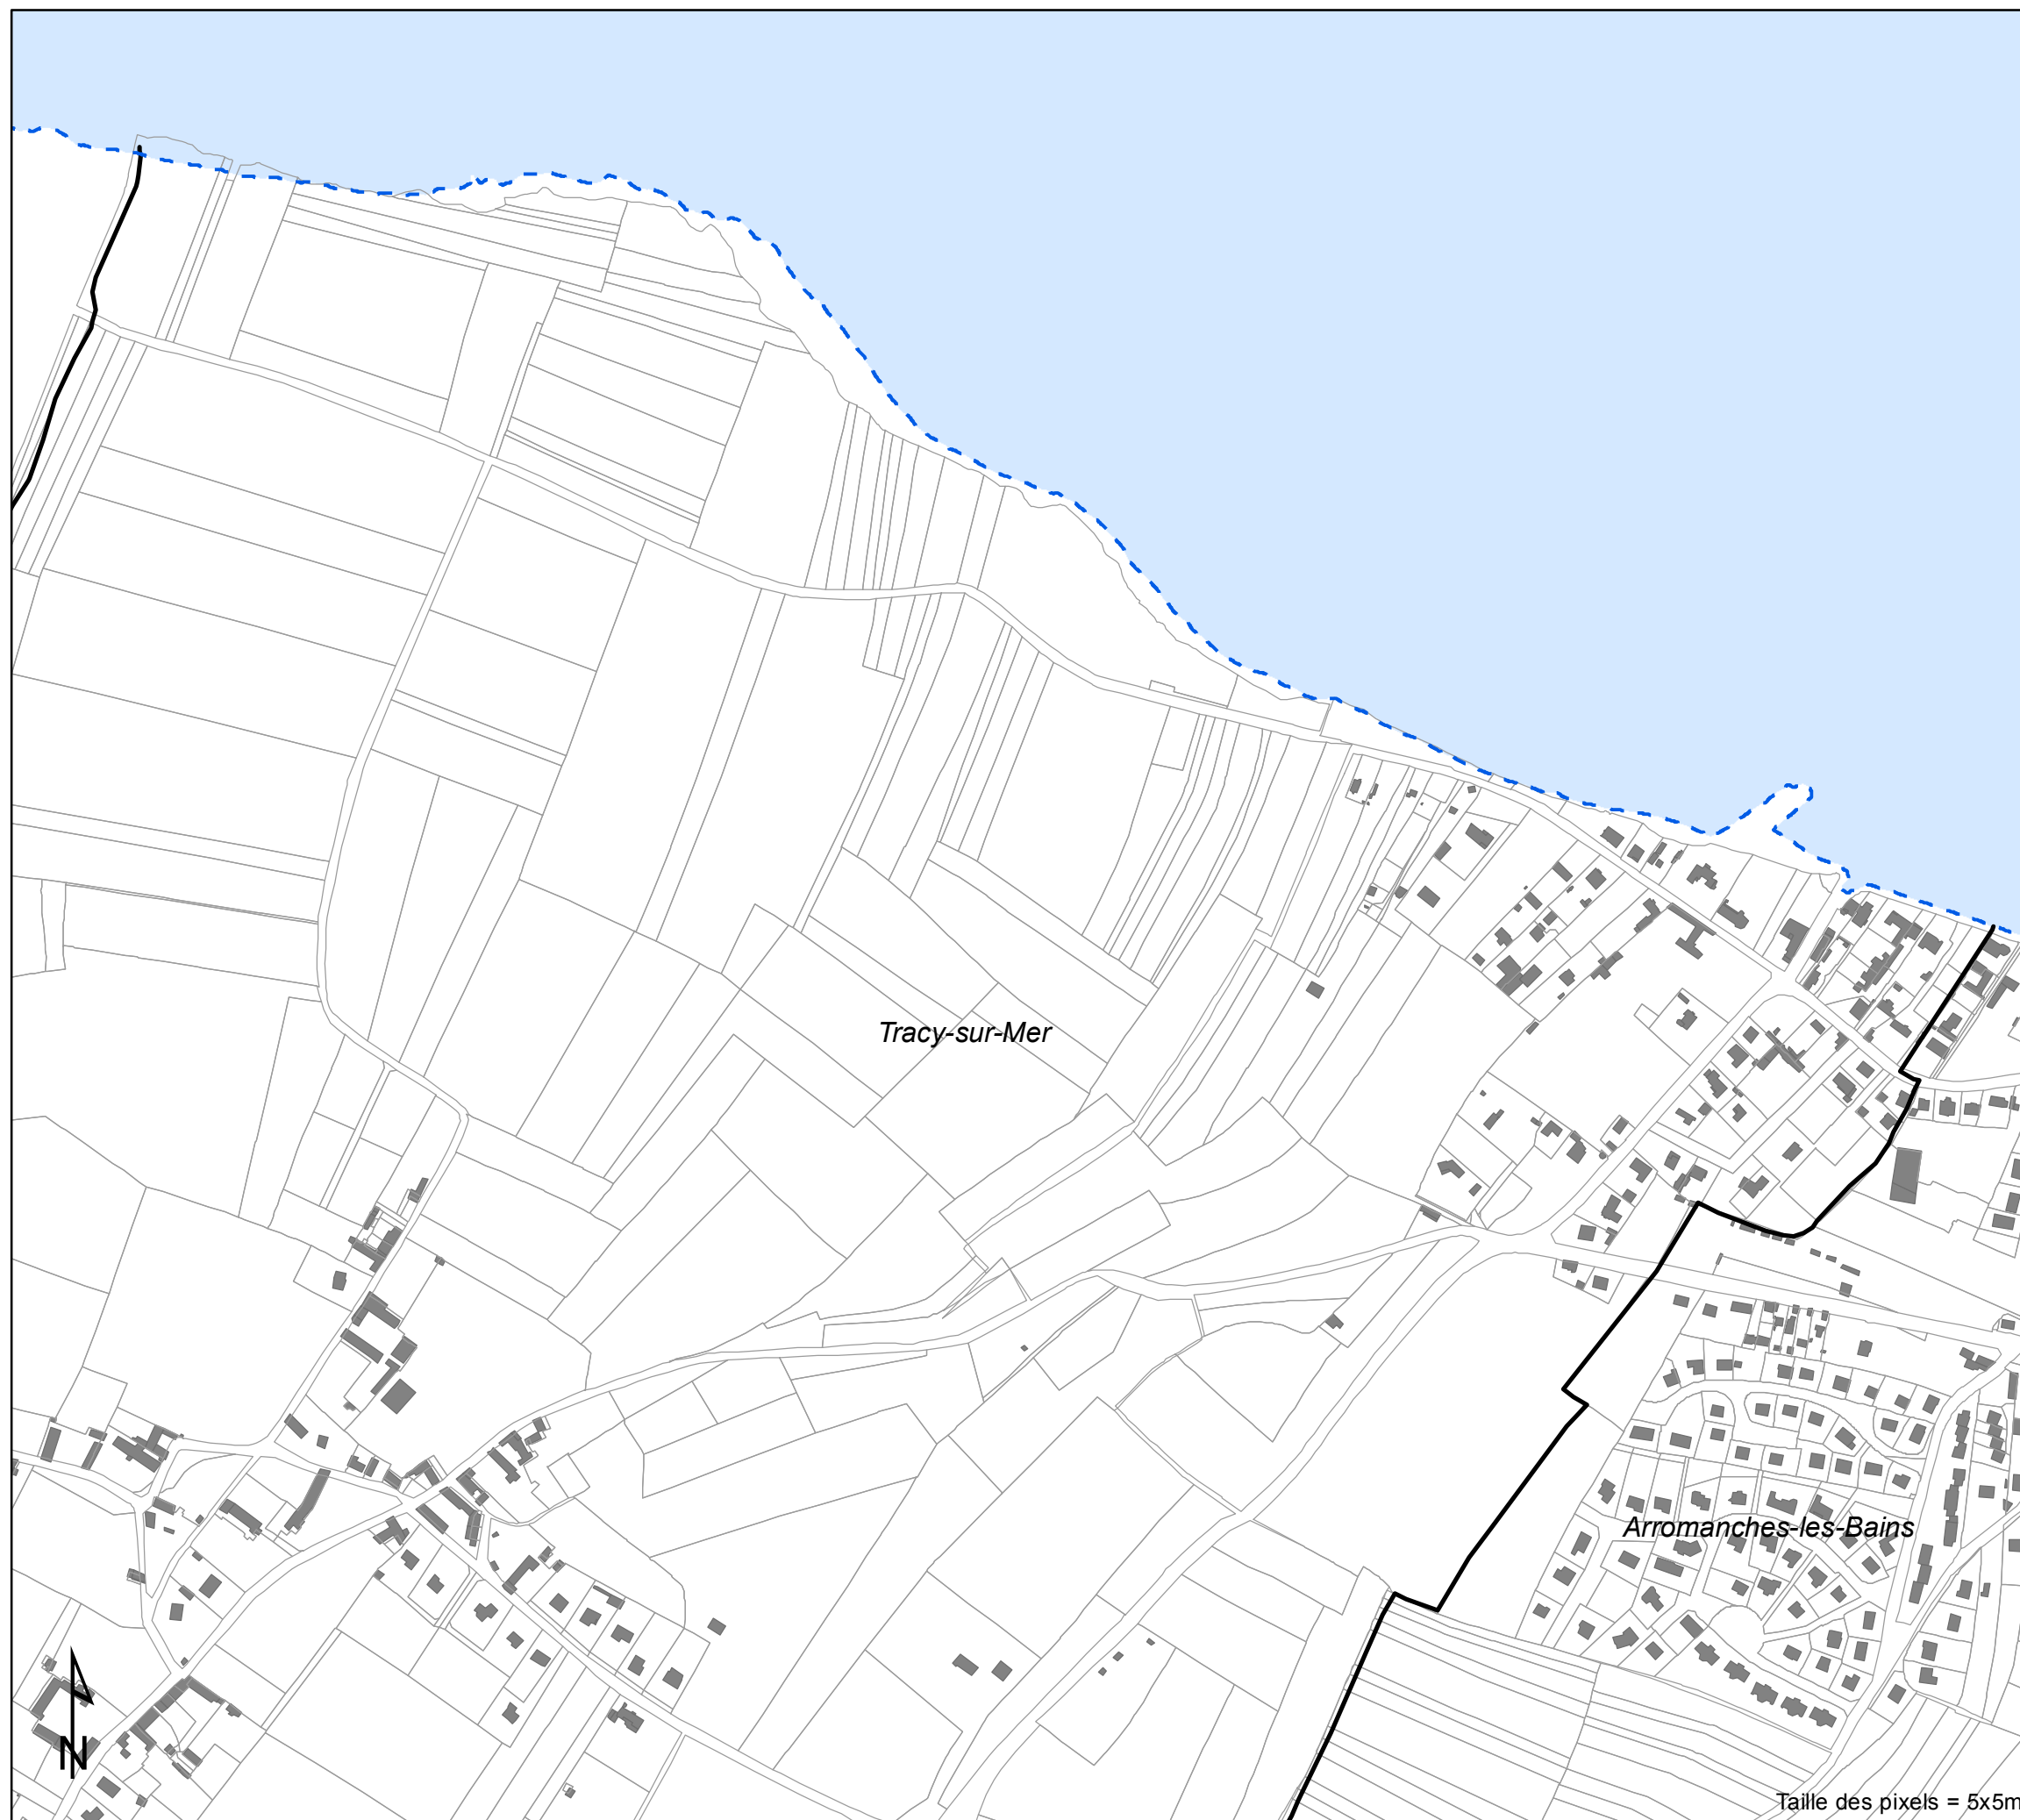 Tracy-sur-Mer
Arromanches-les-Bains
N
Taille des pixels = 5x5m